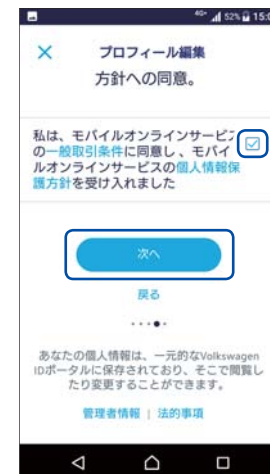 4G+ 52% 15:0
プロフィール編集
方針への同意。
私は、モバイルオンラインサービス
の一般取引条件に同意し、モバイ
ルオンラインサービスの個人情報保
護方針を受け入れました
次へ
戻る
あなたの個人情報は、一元的なVolkswagen
IDポータルに保存されており、そこで閲覧し
たり変更することができます。
管理者情報 | 法的事項